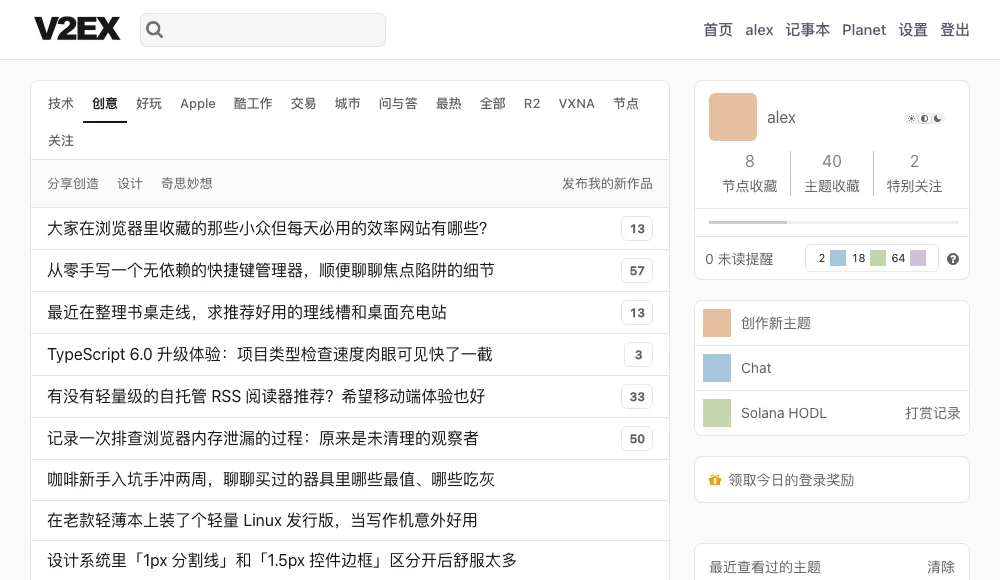 V2EX
首页 alex 记事本 Planet 设置 登出
技术 创意 好玩 Apple 酷工作 交易 城市 问与答 最热 全部 R2 VXNA 节点
关注
分享创造 设计 奇思妙想 发布我的新作品
大家在浏览器里收藏的那些小众但每天必用的效率网站有哪些? 13
从零手写一个无依赖的快捷键管理器，顺便聊聊焦点陷阱的细节 57
最近在整理书桌走线，求推荐好用的理线槽和桌面充电站 13
TypeScript 6.0 升级体验：项目类型检查速度肉眼可见快了一截 3
有没有轻量级的自托管 RSS 阅读器推荐？希望移动端体验也好 33
记录一次排查浏览器内存泄漏的过程：原来是未清理的观察者 50
咖啡新手入坑手冲两周，聊聊买过的器具里哪些最值、哪些吃灰
在老款轻薄本上装了个轻量 Linux 发行版，当写作机意外好用
设计系统里「1px 分割线」和「1.5px 控件边框」区分开后舒服太多
alex
8 40 2
节点收藏 主题收藏 特别关注
0 未读提醒 2 18 64
创作新主题
Chat
Solana HODL 打赏记录
领取今日的登录奖励
最近查看过的主题 清除